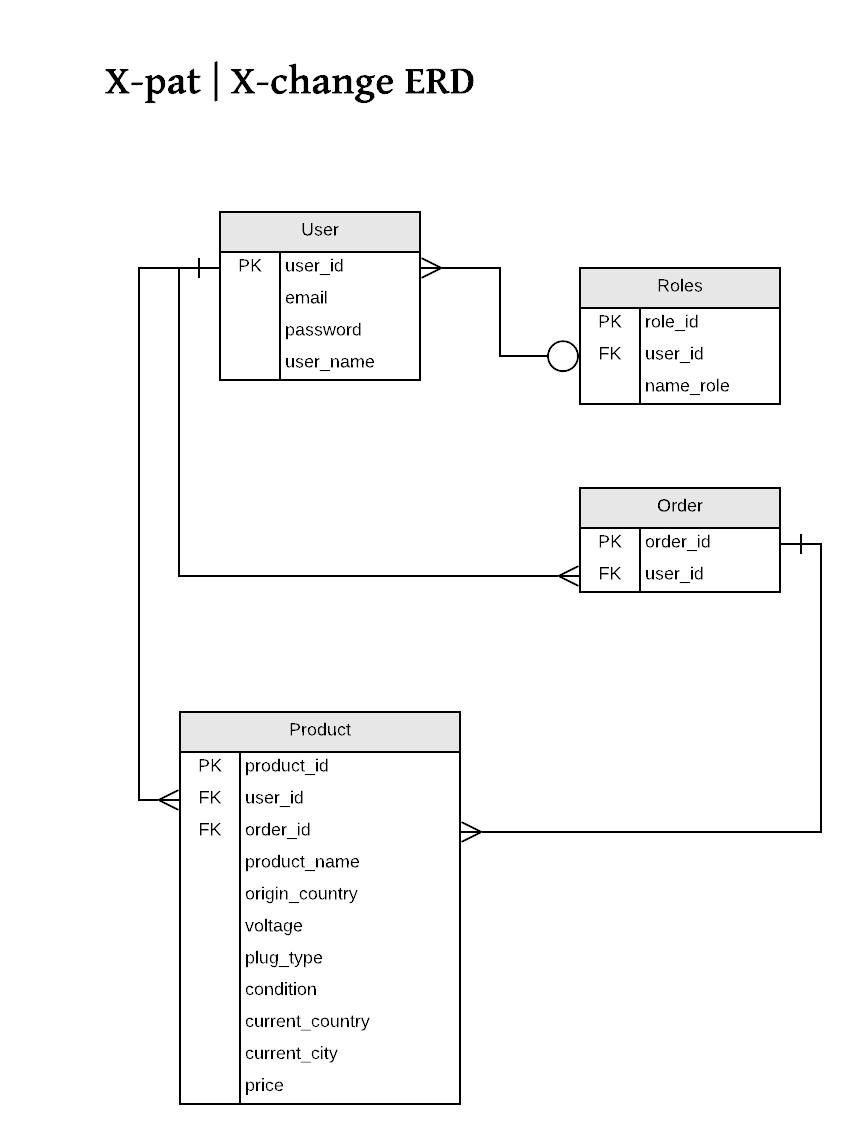 X-pat | X-change ERD
User
PK user_id
email
password
user_name
Roles
PK role_id
FK user_id
name_role
Order
PK order_id
FK user_id
Product
PK product_id
FK user_id
FK order_id
product_name
origin_country
voltage
plug_type
condition
current_country
current_city
price